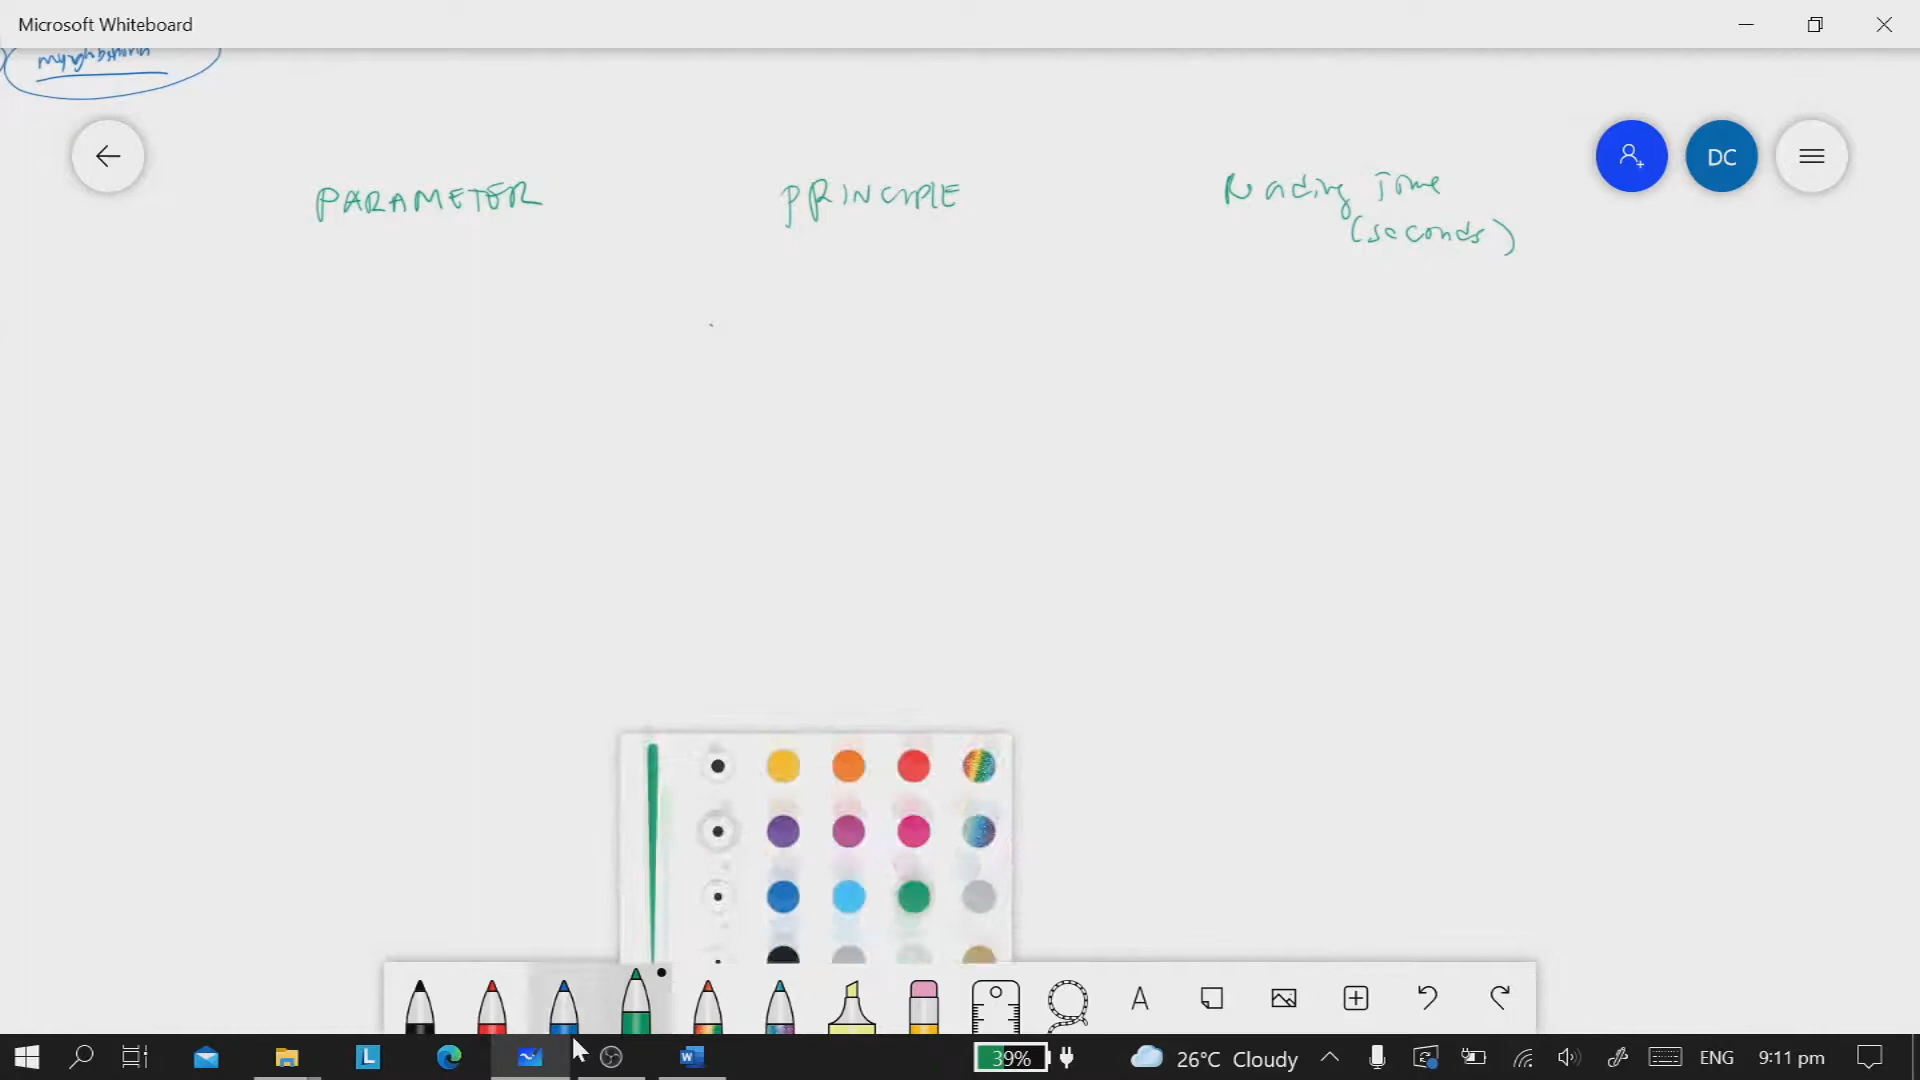 Microsoft Whiteboard
DC
PARAMETER PRINCIPLE Reading Time
(seconds)
A
L
W
39%
26°C Cloudy
ENG
9:11 pm